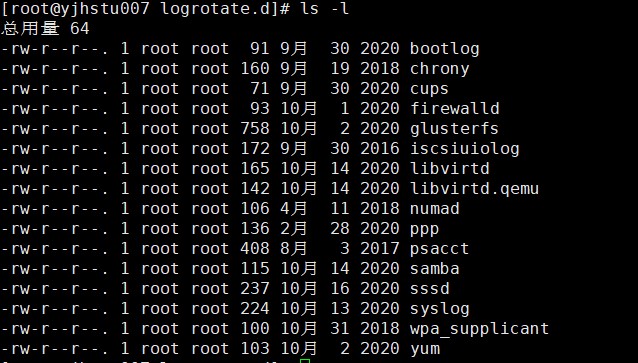 [root@yjhstu007 logrotate.d]# ls -l
总用量 64
-rw-r--r--. 1 root root  91 9月  30 2020 bootlog
-rw-r--r--. 1 root root 160 9月  19 2018 chrony
-rw-r--r--. 1 root root  71 9月  30 2020 cups
-rw-r--r--. 1 root root  93 10月  1 2020 firewalld
-rw-r--r--. 1 root root 758 10月  2 2020 glusterfs
-rw-r--r--. 1 root root 172 9月  30 2016 iscsiuiolog
-rw-r--r--. 1 root root 165 10月 14 2020 libvirtd
-rw-r--r--. 1 root root 142 10月 14 2020 libvirtd.qemu
-rw-r--r--. 1 root root 106 4月  11 2018 numad
-rw-r--r--. 1 root root 136 2月  28 2020 ppp
-rw-r--r--. 1 root root 408 8月   3 2017 psacct
-rw-r--r--. 1 root root 115 10月 14 2020 samba
-rw-r--r--. 1 root root 237 10月 16 2020 sssd
-rw-r--r--. 1 root root 224 10月 13 2020 syslog
-rw-r--r--. 1 root root 100 10月 31 2018 wpa_supplicant
-rw-r--r--. 1 root root 103 10月  2 2020 yum